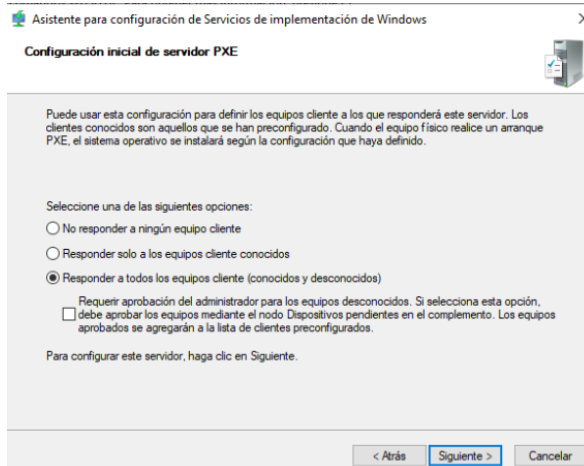 Asistente para configuración de Servicios de implementación de Windows
Configuración inicial de servidor PXE
Puede usar esta configuración para definir los equipos cliente a los que responderá este servidor. Los
clientes conocidos son aquellos que se han preconfigurado. Cuando el equipo físico realice un arranque
PXE, el sistema operativo se instalará según la configuración que haya definido.
Seleccione una de las siguientes opciones:
No responder a ningún equipo cliente
Responder solo a los equipos cliente conocidos
Responder a todos los equipos cliente (conocidos y desconocidos)
Requerir aprobación del administrador para los equipos desconocidos. Si selecciona esta opción,
debe aprobar los equipos mediante el nodo Dispositivos pendientes en el complemento. Los equipos
aprobados se agregarán a la lista de clientes preconfigurados.
Para configurar este servidor, haga clic en Siguiente.
< Atrás
Siguiente >
Cancelar